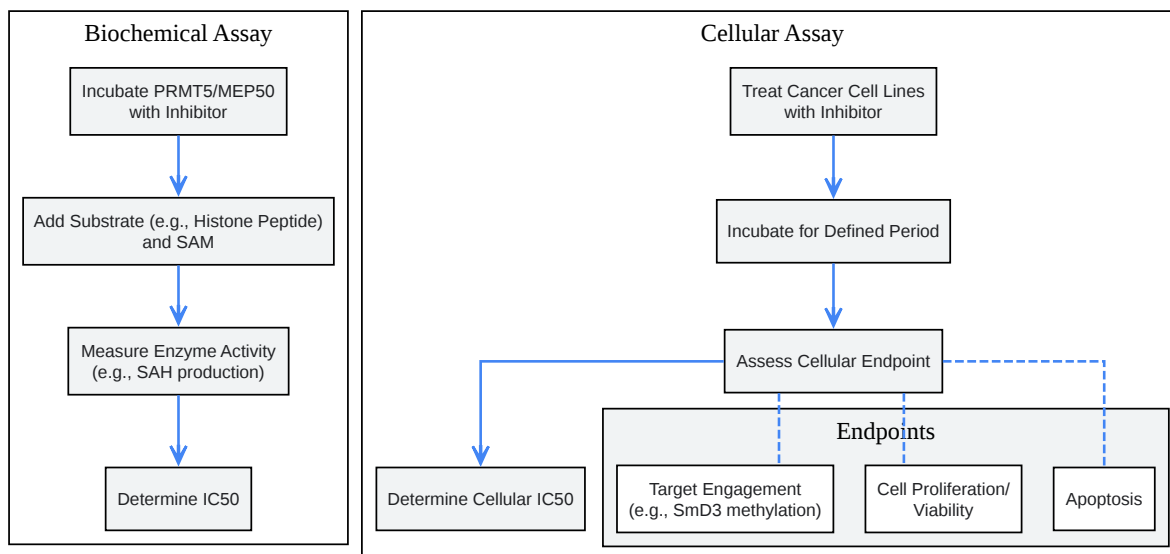 Biochemical Assay
Incubate PRMT5/MEP50
with Inhibitor
Add Substrate (e.g., Histone Peptide)
and SAM
Measure Enzyme Activity
(e.g., SAH production)
Determine IC50
Cellular Assay
Treat Cancer Cell Lines
with Inhibitor
Incubate for Defined Period
Assess Cellular Endpoint
Determine Cellular IC50
Endpoints
Target Engagement
(e.g., SmD3 methylation)
Cell Proliferation/
Viability
Apoptosis